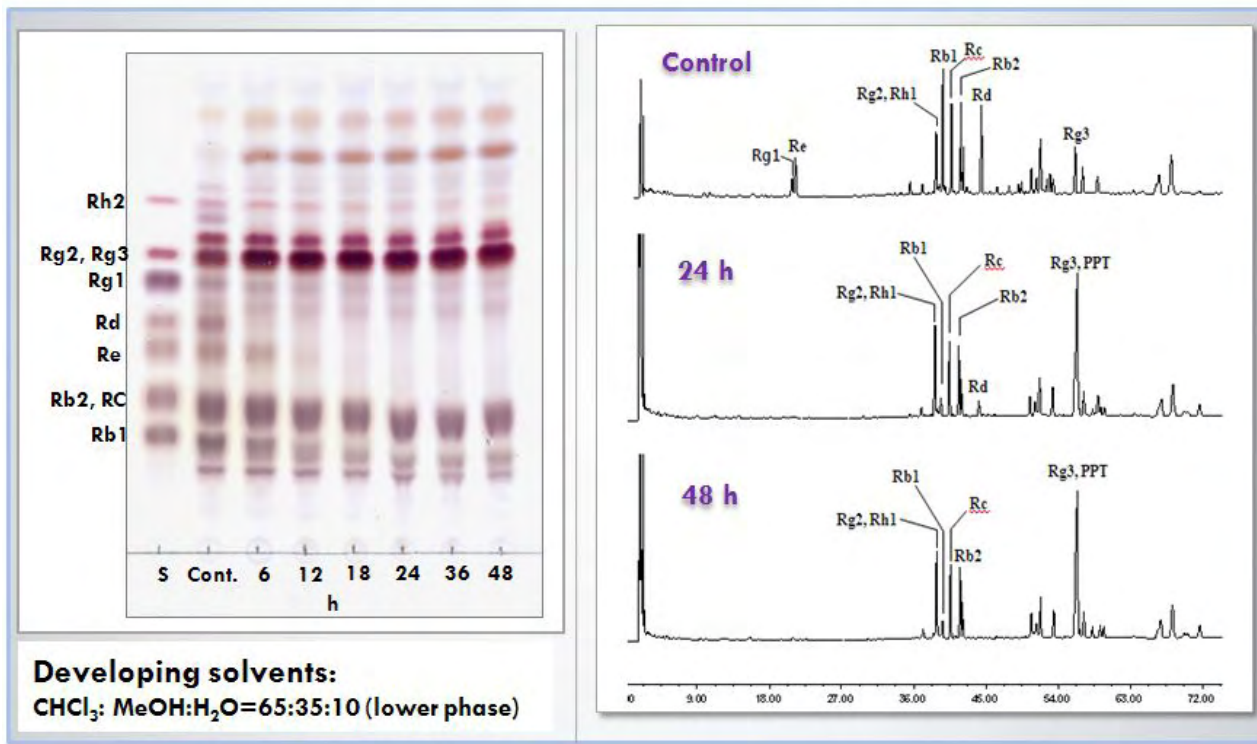 Rh2
Rg2, Rg3
Rg1
Rd
Re
Rb2, RC
Rb1
S Cont. 6 12 18 24 36 48
h
Developing solvents:
CHCl₃: MeOH:H₂O=65:35:10 (lower phase)
Control
Rb1
Rc
Rb2
Rg2, Rh1
Rd
Rg3
Rg1
Re
24 h
Rb1
Rc
Rg3, PPT
Rg2, Rh1
Rb2
Rd
48 h
Rb1
Rc
Rg3, PPT
Rg2, Rh1
Rb2
0 9.00 18.00 27.00 36.00 45.00 54.00 63.00 72.00